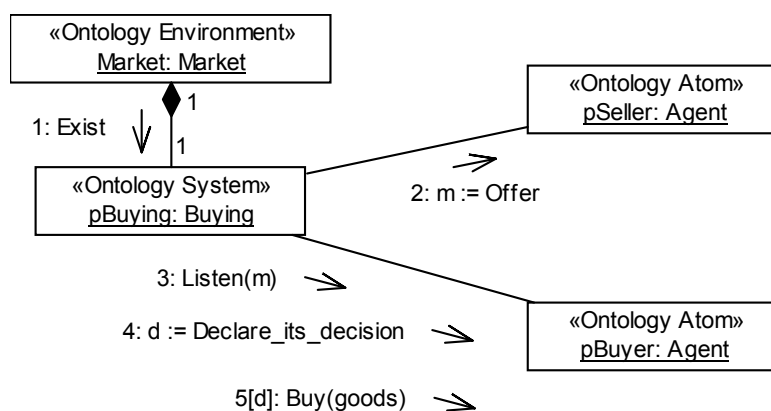 «Ontology Environment»
Market: Market
1
1: Exist
1
«Ontology Atom»
pSeller: Agent
«Ontology System»
pBuying: Buying
2: m := Offer
3: Listen(m)
4: d := Declare_its_decision
«Ontology Atom»
pBuyer: Agent
5[d]: Buy(goods)